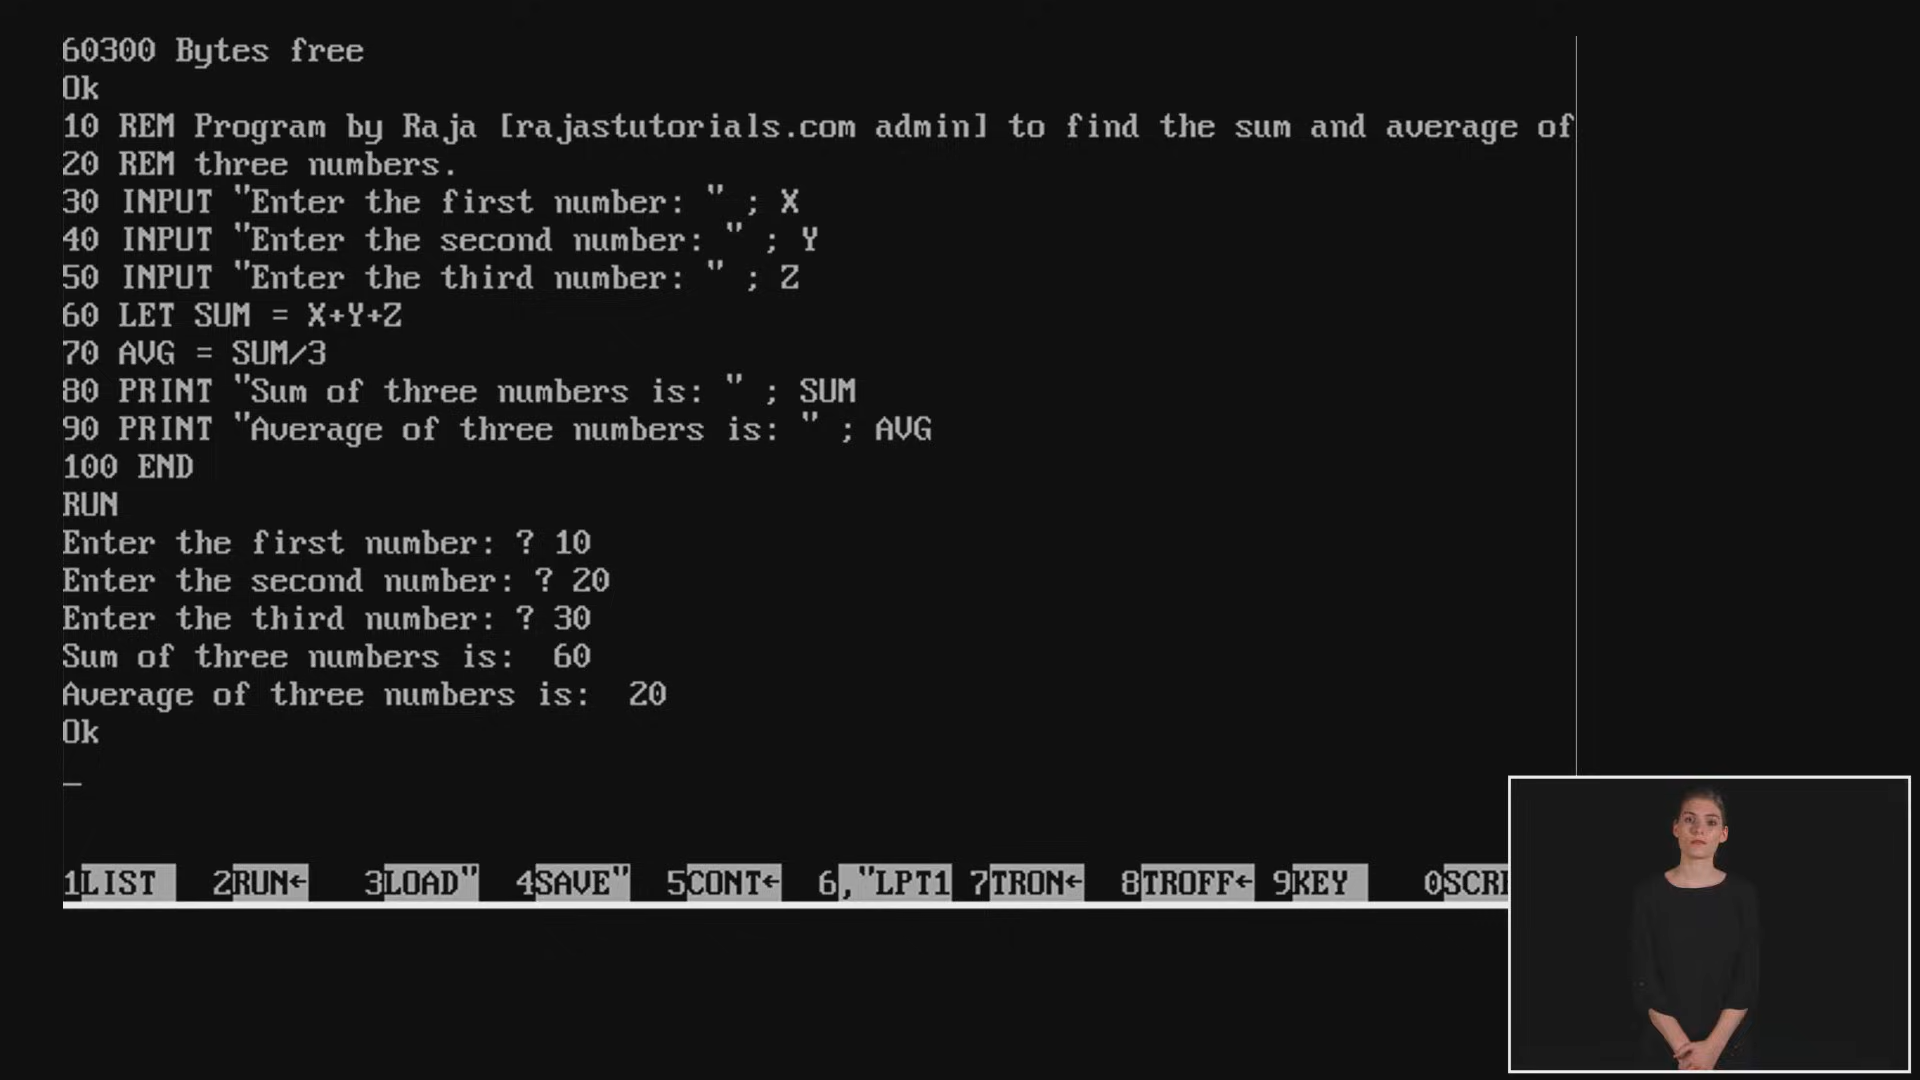 60300 Bytes free
Ok
10 REM Program by Raja [rajastutorials.com admin] to find the sum and average of
20 REM three numbers.
30 INPUT "Enter the first number: " ; X
40 INPUT "Enter the second number: " ; Y
50 INPUT "Enter the third number: " ; Z
60 LET SUM = X+Y+Z
70 AVG = SUM/3
80 PRINT "Sum of three numbers is: " ; SUM
90 PRINT "Average of three numbers is: " ; AVG
100 END
RUN
Enter the first number: ? 10
Enter the second number: ? 20
Enter the third number: ? 30
Sum of three numbers is:  60
Average of three numbers is:  20
Ok
_
1LIST 2RUN← 3LOAD" 4SAVE" 5CONT← 6,"LPT1 7TRON← 8TROFF← 9KEY 0SCR